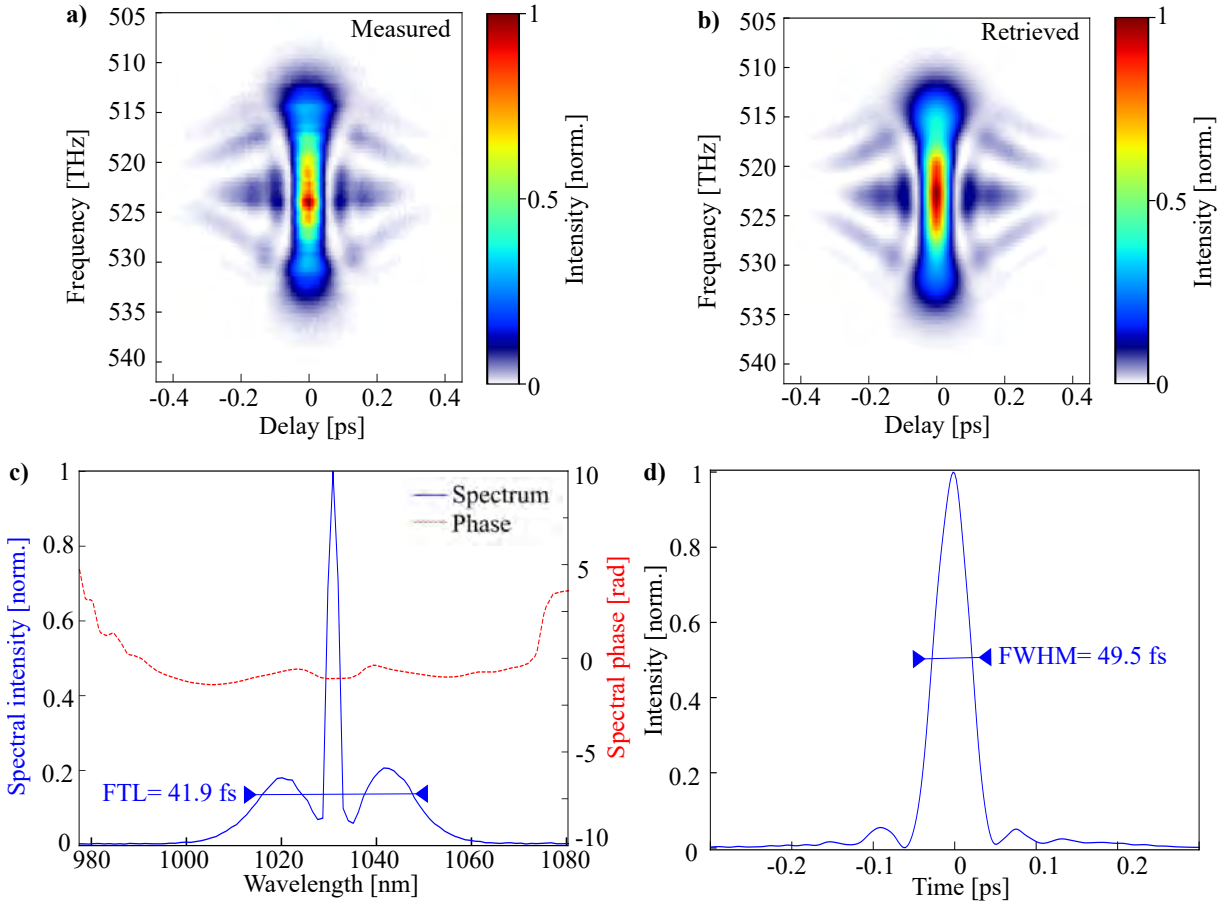 a)
Measured
505
510
515
520
525
530
535
540
Frequency [THz]
-0.4
-0.2
0
0.2
0.4
Delay [ps]
1
0.5
0
Intensity [norm.]
b)
Retrieved
505
510
515
520
525
530
535
540
Frequency [THz]
-0.4
-0.2
0
0.2
0.4
Delay [ps]
1
0.5
0
Intensity [norm.]
c)
1
0.8
0.6
0.4
0.2
0
Spectral intensity [norm.]
Spectrum
Phase
FTL= 41.9 fs
10
5
0
-5
-10
Spectral phase [rad]
980
1000
1020
1040
1060
1080
Wavelength [nm]
d)
1
0.8
0.6
0.4
0.2
0
Intensity [norm.]
FWHM= 49.5 fs
-0.2
-0.1
0
0.1
0.2
Time [ps]